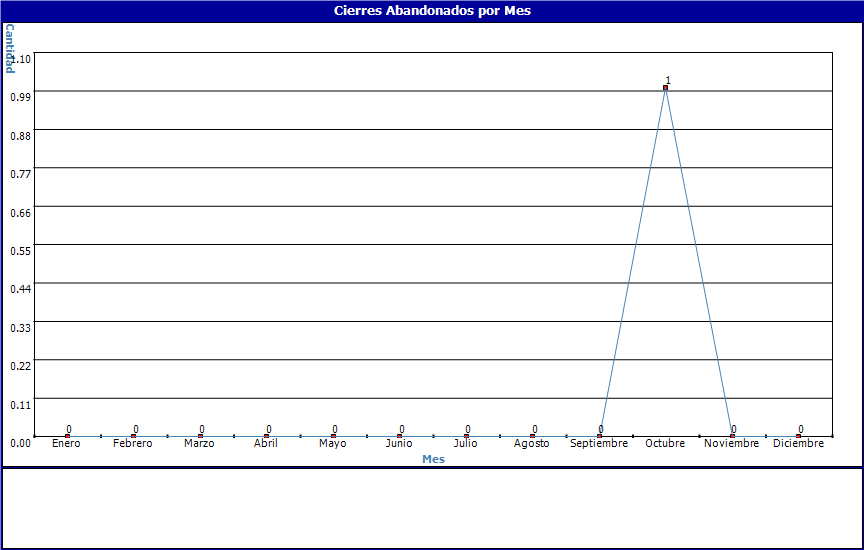 Cierres Abandonados por Mes
Cantidad
1.10
0.99
0.88
0.77
0.66
0.55
0.44
0.33
0.22
0.11
0.00
0 0 0 0 0 0 0 0 0 1 0 0
Enero Febrero Marzo Abril Mayo Junio Julio Agosto Septiembre Octubre Noviembre Diciembre
Mes